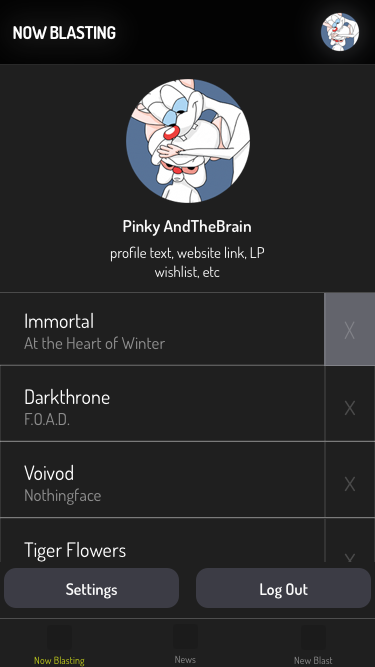 NOW BLASTING
Pinky AndTheBrain
profile text, website link, LP
wishlist, etc
Immortal
At the Heart of Winter
X
Darkthrone
F.O.A.D.
X
Voivod
Nothingface
X
Tiger Flowers
X
Settings
Log Out
Now Blasting
News
New Blast